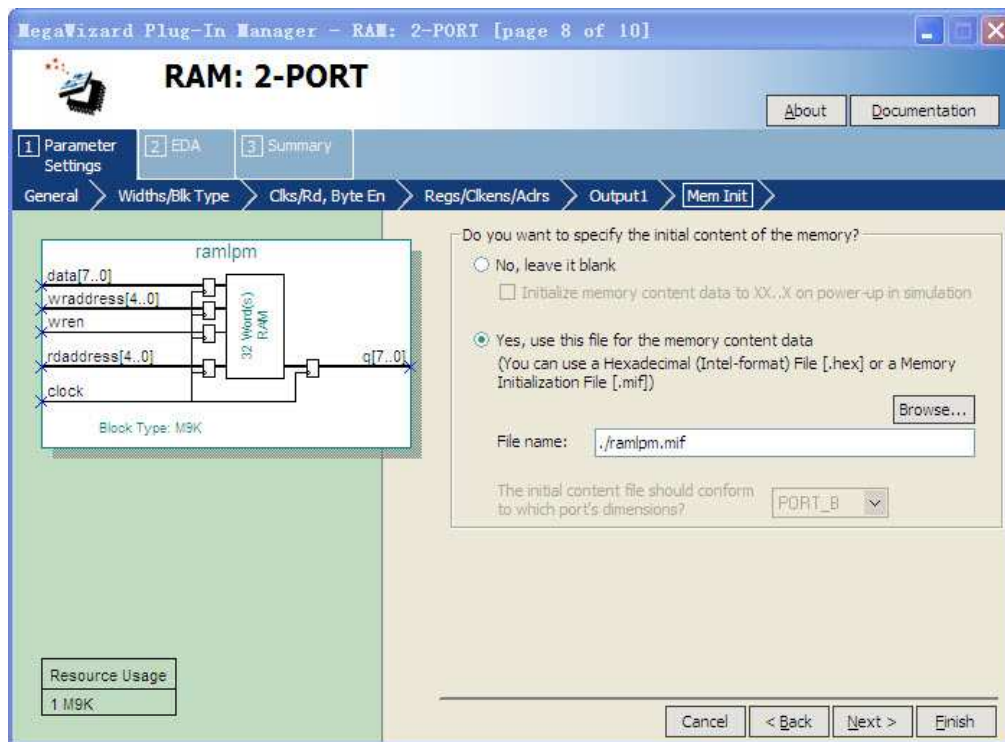 MegaWizard Plug-In Manager - RAM: 2-PORT [page 8 of 10]
RAM: 2-PORT
About
Documentation
1 Parameter Settings
2 EDA
3 Summary
General
Widths/Blk Type
Clks/Rd, Byte En
Regs/Clkens/Adrs
Output1
Mem Init
ramlpm
data[7..0]
wraddress[4..0]
wren
rdaddress[4..0]
clock
32 Word(s)
RAM
q[7..0]
Block Type: M9K
Do you want to specify the initial content of the memory?
No, leave it blank
Initialize memory content data to XX..X on power-up in simulation
Yes, use this file for the memory content data
(You can use a Hexadecimal (Intel-format) File [.hex] or a Memory
Initialization File [.mif])
Browse...
File name:
./ramlpm.mif
The initial content file should conform
to which port's dimensions?
PORT_B
Resource Usage
1 M9K
Cancel
< Back
Next >
Finish